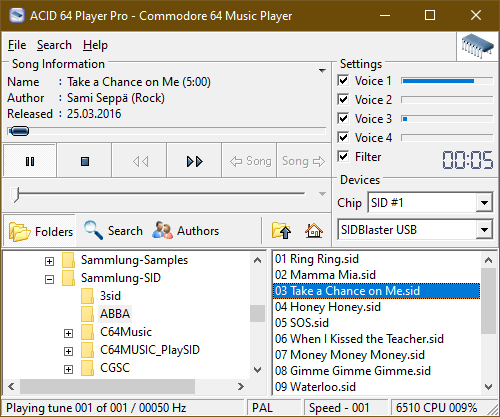 ACID 64 Player Pro - Commodore 64 Music Player
File Search Help
Song Information
Name : Take a Chance on Me (5:00)
Author : Sami Seppä (Rock)
Released : 25.03.2016
Settings
Voice 1
Voice 2
Voice 3
Voice 4
Filter
00:05
Song Song
Devices
Chip SID #1
SIDBlaster USB
Folders Search Authors
Sammlung-Samples
Sammlung-SID
3sid
ABBA
C64Music
C64MUSIC_PlaySID
CGSC
01 Ring Ring.sid
02 Mamma Mia.sid
03 Take a Chance on Me.sid
04 Honey Honey.sid
05 SOS.sid
06 When I Kissed the Teacher.sid
07 Money Money Money.sid
08 Gimme Gimme Gimme.sid
09 Waterloo.sid
Playing tune 001 of 001 / 00050 Hz PAL Speed - 001 6510 CPU 009%